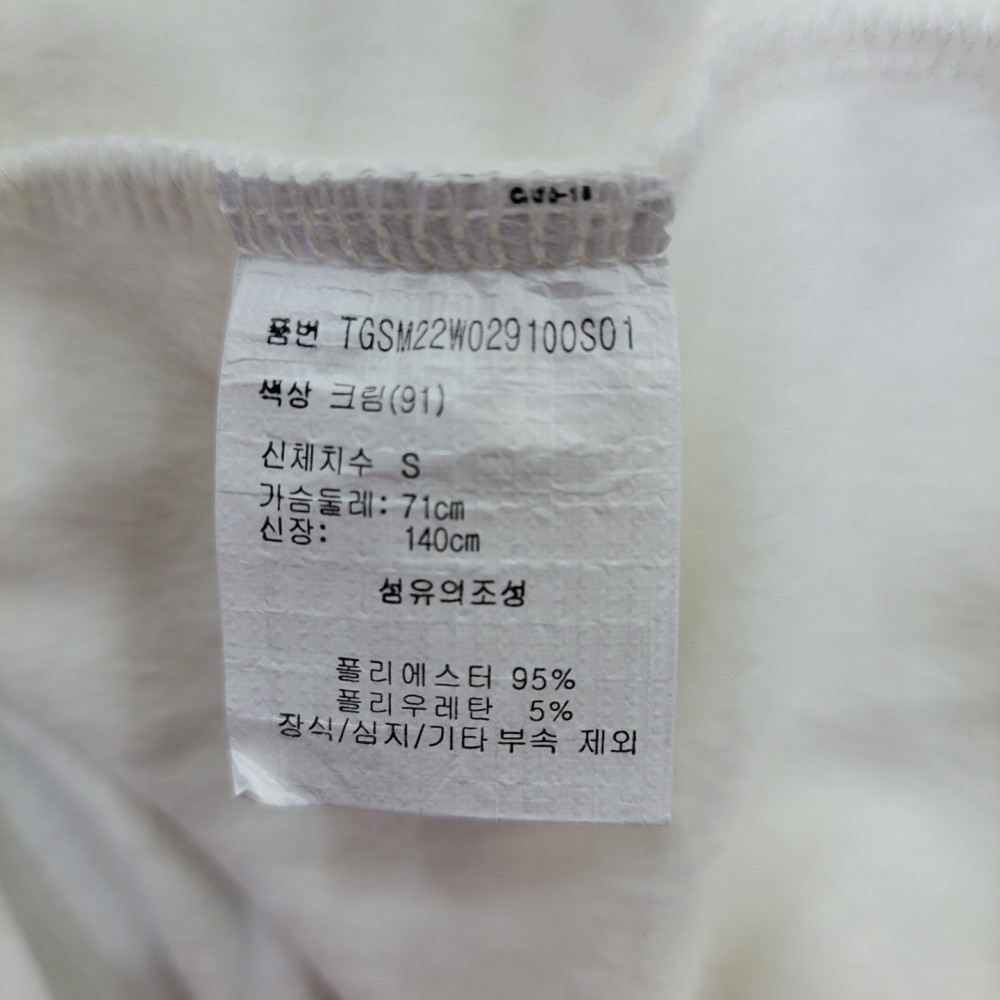 품번 TGSM22W029100S01
색상 크림(91)
신체치수 S
가슴둘레: 71cm
신장: 140cm
섬유의조성
폴리에스터 95%
폴리우레탄 5%
장식/심지/기타 부속 제외